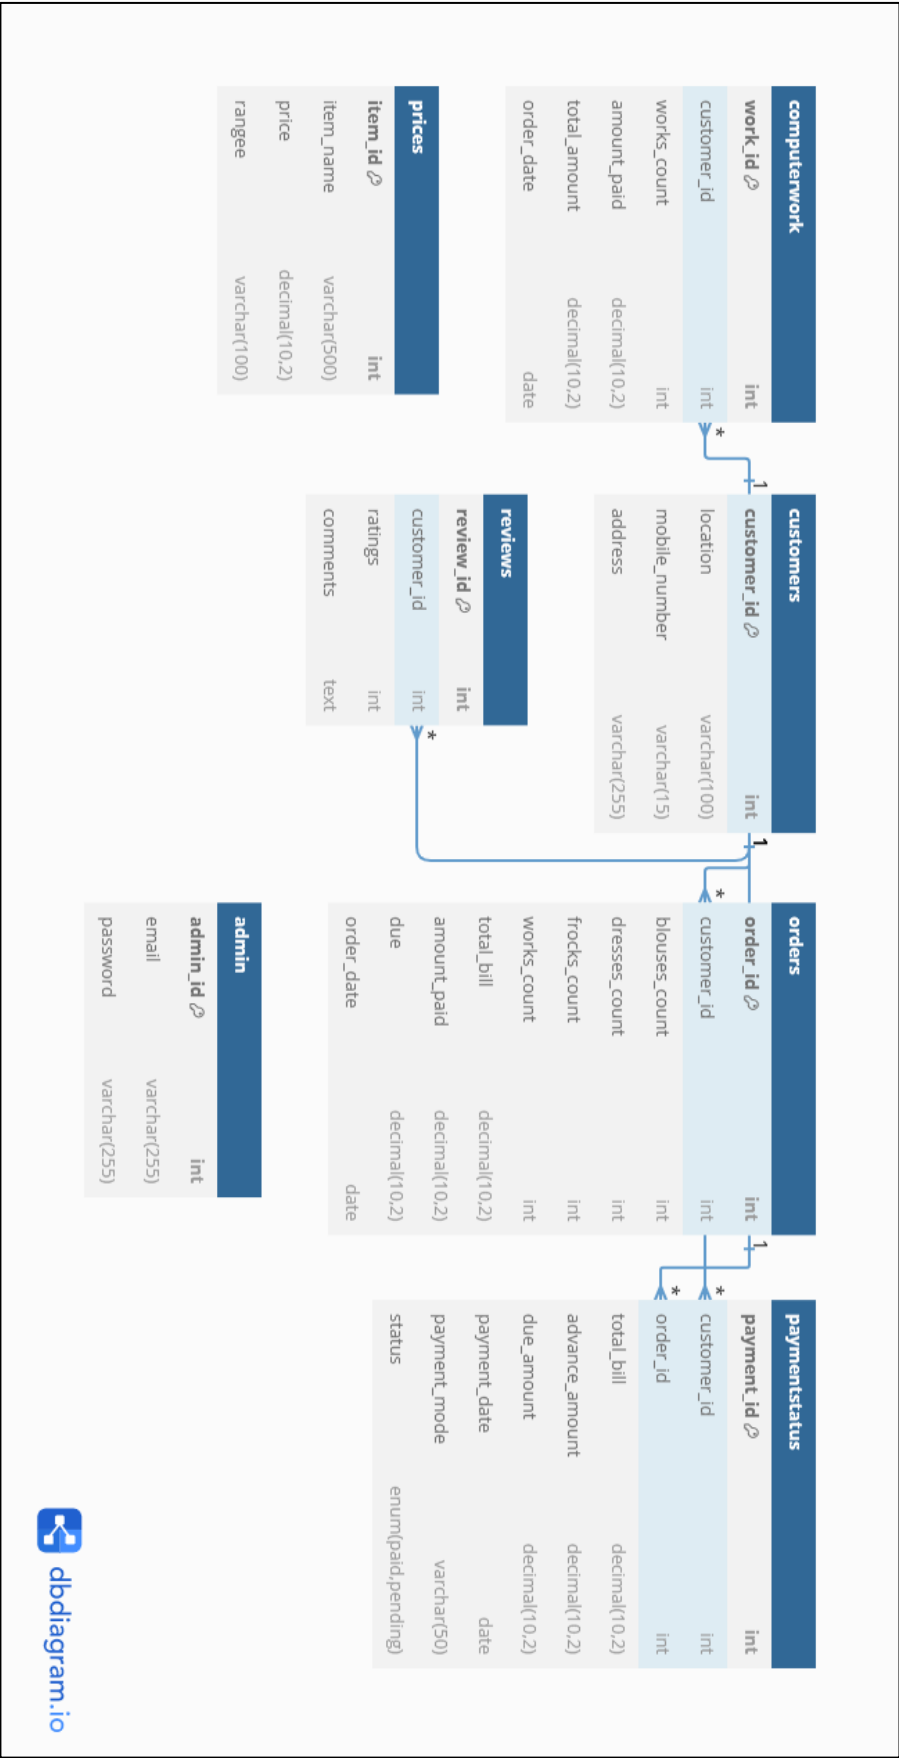 computerwork
work_id int
customer_id int
works_count int
amount_paid decimal(10,2)
total_amount decimal(10,2)
order_date date
*
1
customers
customer_id int
location varchar(100)
mobile_number varchar(15)
address varchar(255)
1
*
orders
order_id int
customer_id int
blouses_count int
dresses_count int
frocks_count int
works_count int
total_bill decimal(10,2)
amount_paid decimal(10,2)
due decimal(10,2)
order_date date
1
*
*
paymentstatus
payment_id int
customer_id int
order_id int
total_bill decimal(10,2)
advance_amount decimal(10,2)
due_amount decimal(10,2)
payment_date date
payment_mode varchar(50)
status enum(paid,pending)
prices
item_id int
item_name varchar(500)
price decimal(10,2)
rangee varchar(100)
reviews
review_id int
customer_id int
ratings int
comments text
*
admin
admin_id int
email varchar(255)
password varchar(255)
dbdiagram.io